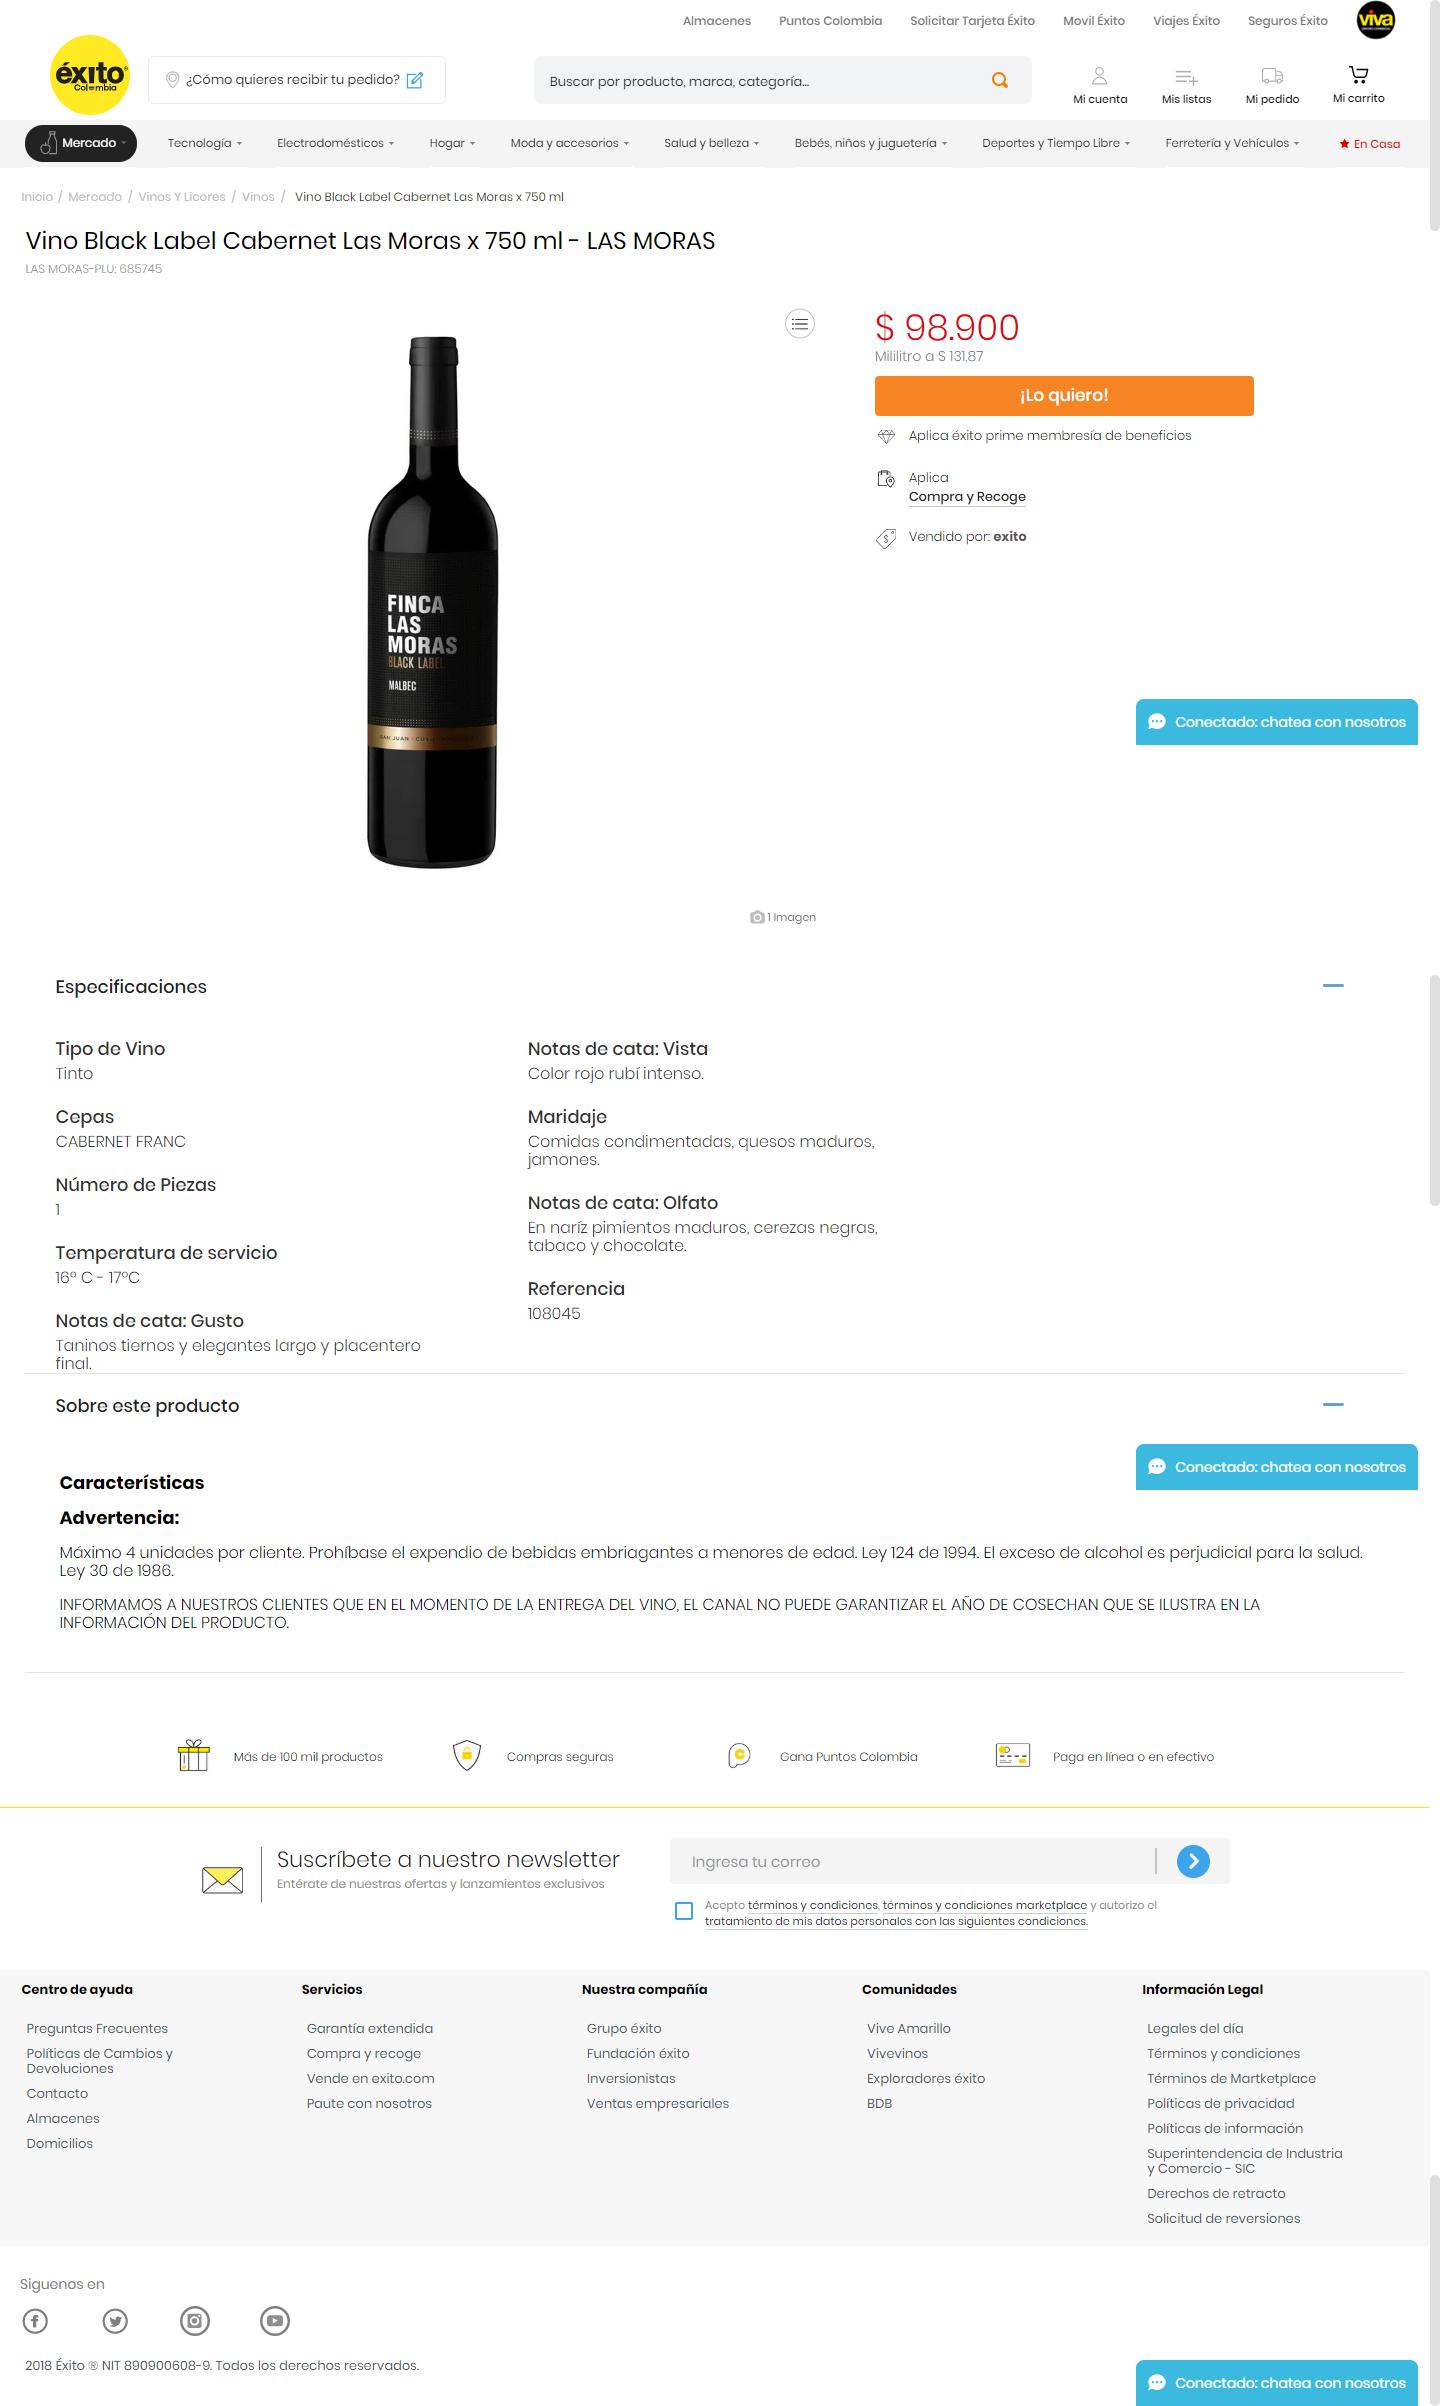 Almacenes Puntos Colombia Solicitar Tarjeta Éxito Movil Éxito Viajes Éxito Seguros Éxito viva
éxito
Colombia
¿Cómo quieres recibir tu pedido?
Buscar por producto, marca, categoría...
Mi cuenta Mis listas Mi pedido Mi carrito
Mercado Tecnología Electrodomésticos Hogar Moda y accesorios Salud y belleza Bebés, niños y juguetería Deportes y Tiempo Libre Ferretería y Vehículos En Casa
Inicio / Mercado / Vinos Y Licores / Vinos / Vino Black Label Cabernet Las Moras x 750 ml
Vino Black Label Cabernet Las Moras x 750 ml - LAS MORAS
LAS MORAS-PLU: 685745
FINCA
LAS
MORAS
BLACK LABEL
MALBEC
SAN JUAN
1 Imagen
$ 98.900
Mililitro a $ 131,87
¡Lo quiero!
Aplica éxito prime membresía de beneficios
Aplica
Compra y Recoge
Vendido por: exito
Conectado: chatea con nosotros
Especificaciones
Tipo de Vino
Tinto
Cepas
CABERNET FRANC
Número de Piezas
1
Temperatura de servicio
16° C - 17°C
Notas de cata: Gusto
Taninos tiernos y elegantes largo y placentero
final.
Notas de cata: Vista
Color rojo rubí intenso.
Maridaje
Comidas condimentadas, quesos maduros,
jamones.
Notas de cata: Olfato
En naríz pimientos maduros, cerezas negras,
tabaco y chocolate.
Referencia
108045
Sobre este producto
Conectado: chatea con nosotros
Características
Advertencia:
Máximo 4 unidades por cliente. Prohíbase el expendio de bebidas embriagantes a menores de edad. Ley 124 de 1994. El exceso de alcohol es perjudicial para la salud.
Ley 30 de 1986.
INFORMAMOS A NUESTROS CLIENTES QUE EN EL MOMENTO DE LA ENTREGA DEL VINO, EL CANAL NO PUEDE GARANTIZAR EL AÑO DE COSECHAN QUE SE ILUSTRA EN LA
INFORMACIÓN DEL PRODUCTO.
Más de 100 mil productos Compras seguras Gana Puntos Colombia Paga en línea o en efectivo
Suscríbete a nuestro newsletter
Entérate de nuestras ofertas y lanzamientos exclusivos
Ingresa tu correo
Acepto términos y condiciones, términos y condiciones marketplace y autorizo el
tratamiento de mis datos personales con las siguientes condiciones.
Centro de ayuda
Preguntas Frecuentes
Políticas de Cambios y
Devoluciones
Contacto
Almacenes
Domicilios
Servicios
Garantía extendida
Compra y recoge
Vende en exito.com
Paute con nosotros
Nuestra compañía
Grupo éxito
Fundación éxito
Inversionistas
Ventas empresariales
Comunidades
Vive Amarillo
Vivevinos
Exploradores éxito
BDB
Información Legal
Legales del día
Términos y condiciones
Términos de Martketplace
Políticas de privacidad
Políticas de información
Superintendencia de Industria
y Comercio - SIC
Derechos de retracto
Solicitud de reversiones
Siguenos en
2018 Éxito ® NIT 890900608-9. Todos los derechos reservados.
Conectado: chatea con nosotros